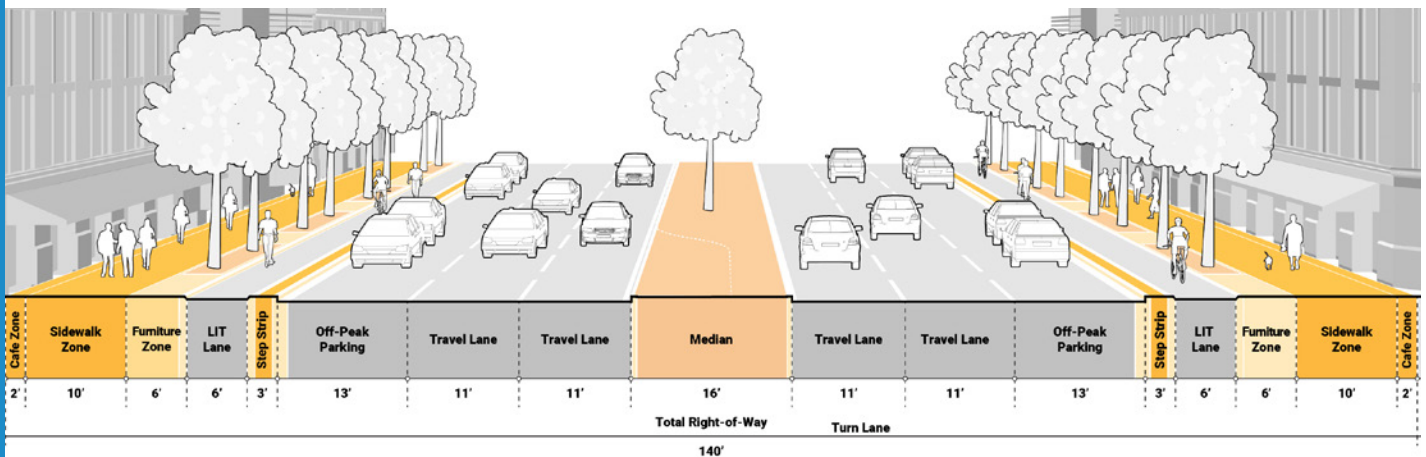 Cafe Zone
Sidewalk
Zone
Furniture
Zone
LIT
Lane
Step Strip
Off-Peak
Parking
Travel Lane
Travel Lane
Median
Travel Lane
Travel Lane
Off-Peak
Parking
Step Strip
LIT
Lane
Furniture
Zone
Sidewalk
Zone
Cafe Zone
2' 10' 6' 6' 3' 13' 11' 11' 16' 11' 11' 13' 3' 6' 6' 10' 2'
Total Right-of-Way
Turn Lane
140'